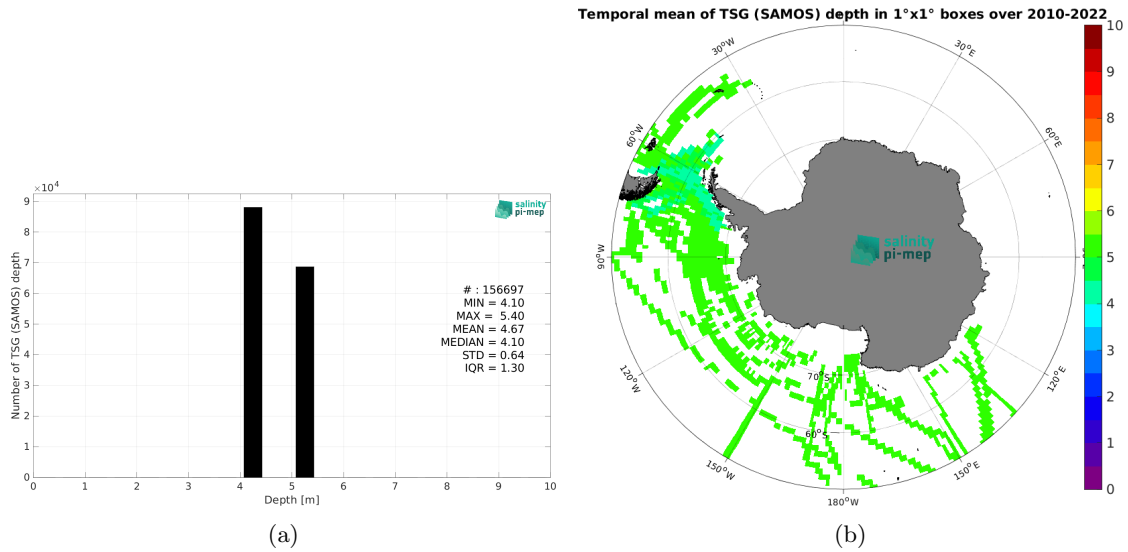 ×10⁴
9
8
7
6
5
4
3
2
1
0
Number of TSG (SAMOS) depth
0 1 2 3 4 5 6 7 8 9 10
Depth [m]
salinity
pi-mep
# : 156697
MIN = 4.10
MAX = 5.40
MEAN = 4.67
MEDIAN = 4.10
STD = 0.64
IQR = 1.30
(a)
Temporal mean of TSG (SAMOS) depth in 1°x1° boxes over 2010-2022
30°W
30°E
60°W
60°E
90°W
120°W
120°E
150°W
150°E
180°W
70°S
60°S
salinity
pi-mep
10
9
8
7
6
5
4
3
2
1
0
(b)